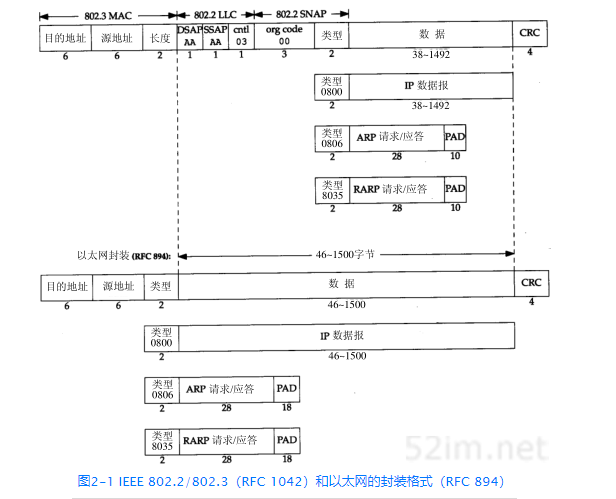 802.3 MAC 802.2 LLC 802.2 SNAP
目的地址 源地址 长度 DSAP AA SSAP AA cntl 03 org code 00 类型 数 据 CRC
6 6 2 1 1 1 3 2 38~1492 4
类型 0800 IP 数据报
2 38~1492
类型 0806 ARP 请求/应答 PAD
2 28 10
类型 8035 RARP 请求/应答 PAD
2 28 10
以太网封装(RFC 894): 46~1500字节
目的地址 源地址 类型 数 据 CRC
6 6 2 46~1500 4
类型 0800 IP 数据报
2 46~1500
类型 0806 ARP 请求/应答 PAD
2 28 18
类型 8035 RARP 请求/应答 PAD
2 28 18
52im.net
图2-1 IEEE 802.2/802.3（RFC 1042）和以太网的封装格式（RFC 894）